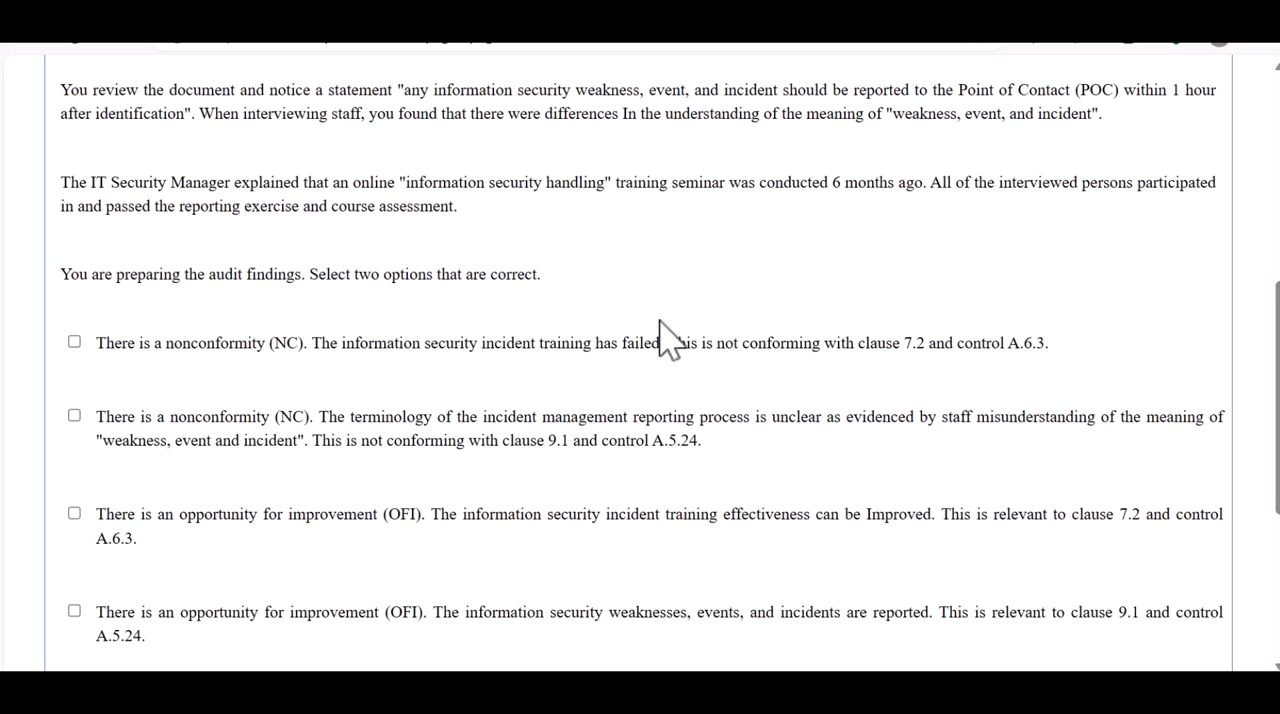 You review the document and notice a statement "any information security weakness, event, and incident should be reported to the Point of Contact (POC) within 1 hour
after identification". When interviewing staff, you found that there were differences In the understanding of the meaning of "weakness, event, and incident".
The IT Security Manager explained that an online "information security handling" training seminar was conducted 6 months ago. All of the interviewed persons participated
in and passed the reporting exercise and course assessment.
You are preparing the audit findings. Select two options that are correct.
There is a nonconformity (NC). The information security incident training has failed is is not conforming with clause 7.2 and control A.6.3.
There is a nonconformity (NC). The terminology of the incident management reporting process is unclear as evidenced by staff misunderstanding of the meaning of
"weakness, event and incident". This is not conforming with clause 9.1 and control A.5.24.
There is an opportunity for improvement (OFI). The information security incident training effectiveness can be Improved. This is relevant to clause 7.2 and control
A.6.3.
There is an opportunity for improvement (OFI). The information security weaknesses, events, and incidents are reported. This is relevant to clause 9.1 and control
A.5.24.